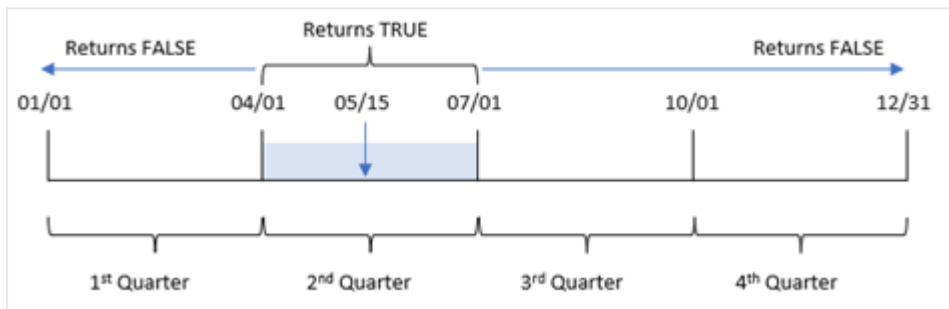 Returns TRUE
Returns FALSE
Returns FALSE
01/01
04/01
05/15
07/01
10/01
12/31
1st Quarter
2nd Quarter
3rd Quarter
4th Quarter